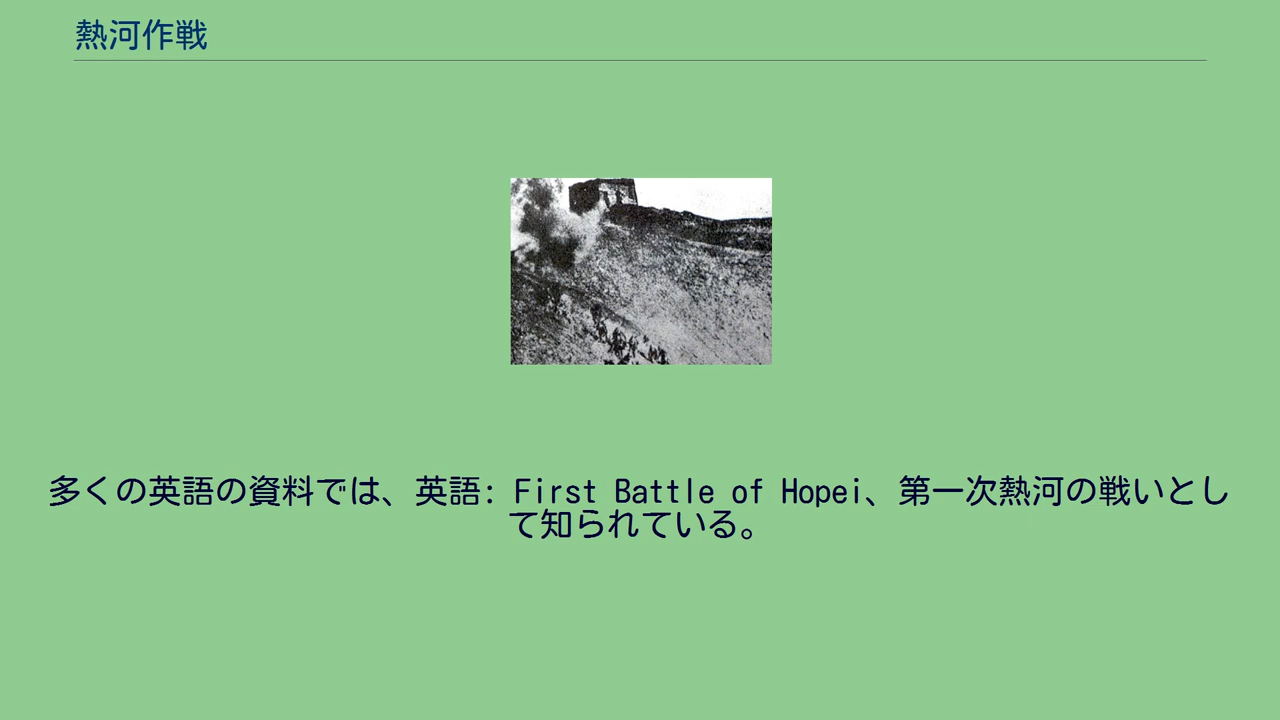 熱河作戦
多くの英語の資料では、英語: First Battle of Hopei、第一次熱河の戦いとし
て知られている。